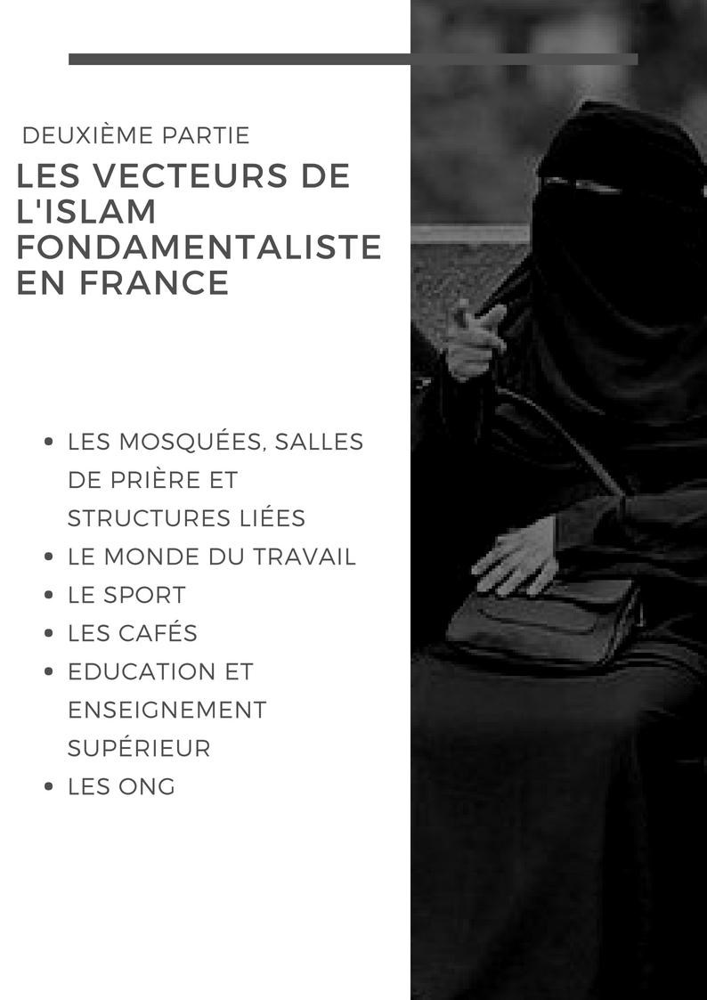 DEUXIÈME PARTIE
LES VECTEURS DE
L'ISLAM
FONDAMENTALISTE
EN FRANCE
• LES MOSQUÉES, SALLES
DE PRIÈRE ET
STRUCTURES LIÉES
• LE MONDE DU TRAVAIL
• LE SPORT
• LES CAFÉS
• EDUCATION ET
ENSEIGNEMENT
SUPÉRIEUR
• LES ONG